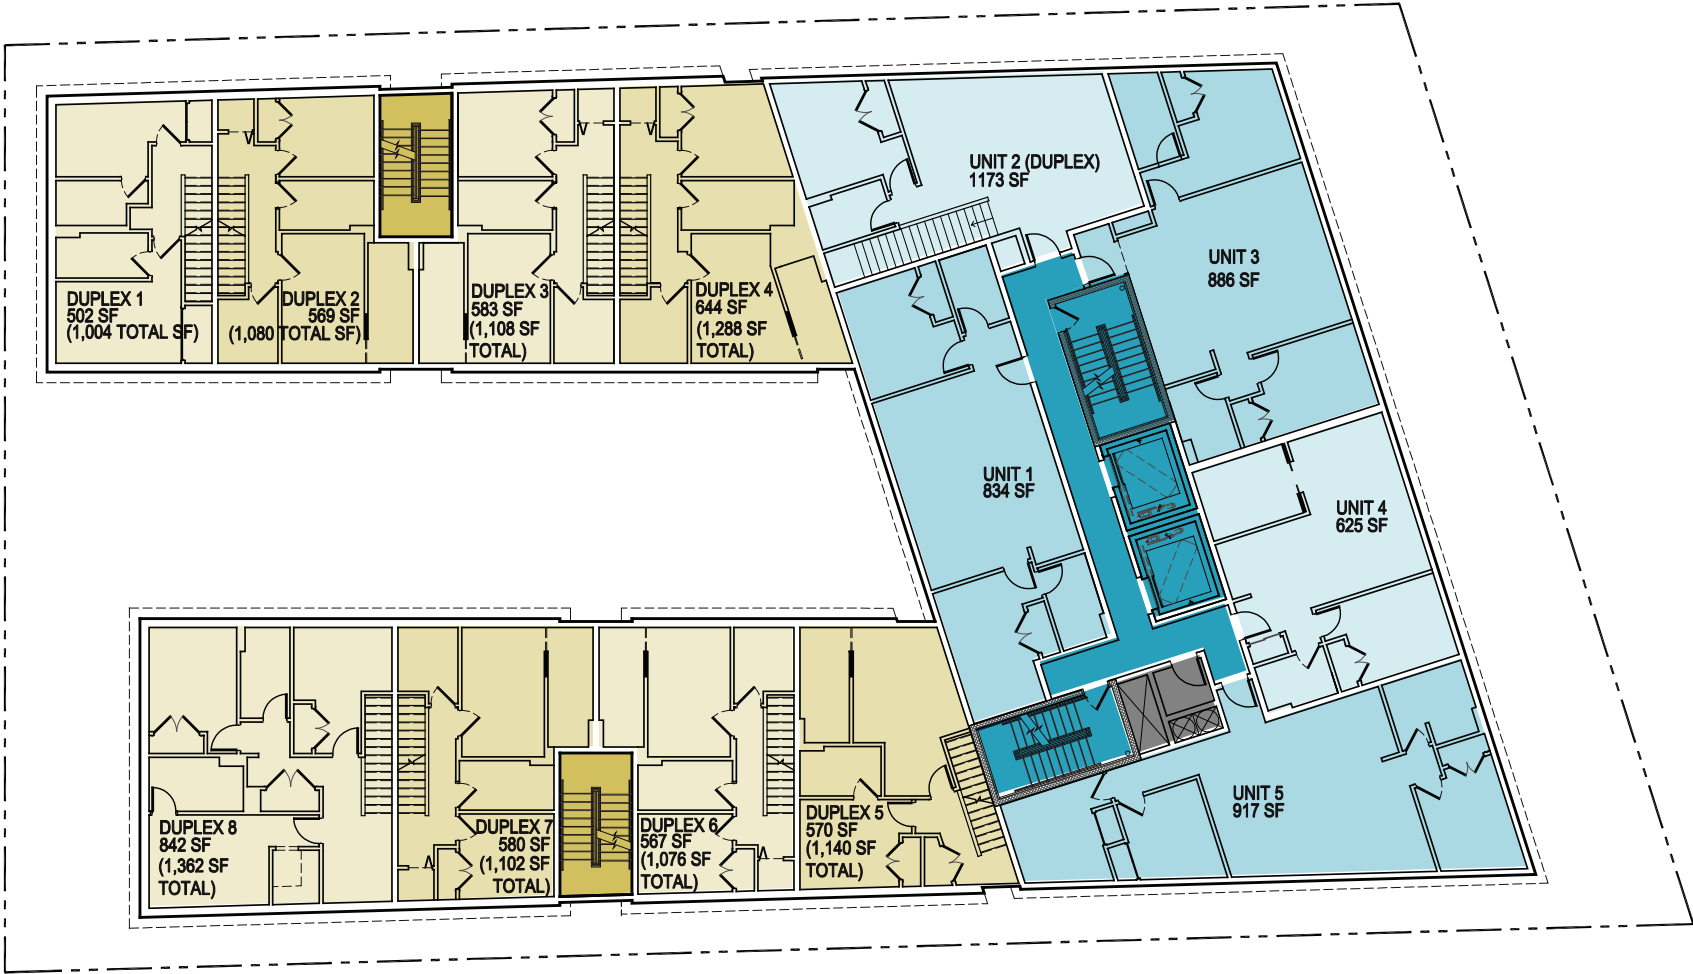 UNIT 2 (DUPLEX)
1173 SF
UNIT 3
886 SF
DUPLEX 1
502 SF
(1,004 TOTAL SF)
DUPLEX 2
569 SF
(1,080 TOTAL SF)
DUPLEX 3
583 SF
(1,108 SF
TOTAL)
DUPLEX 4
644 SF
(1,288 SF
TOTAL)
UNIT 1
834 SF
UNIT 4
625 SF
UNIT 5
917 SF
DUPLEX 8
842 SF
(1,362 SF
TOTAL)
DUPLEX 7
580 SF
(1,102 SF
TOTAL)
DUPLEX 6
567 SF
(1,076 SF
TOTAL)
DUPLEX 5
570 SF
(1,140 SF
TOTAL)